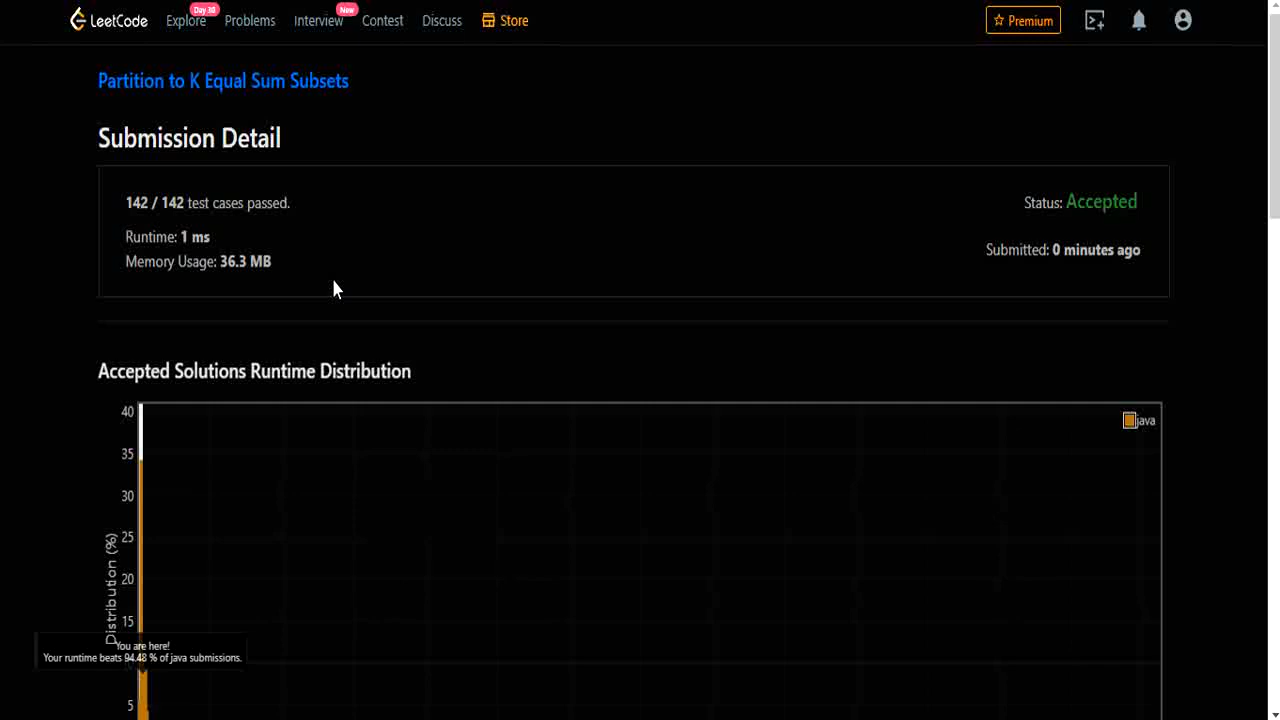 LeetCode Explore Day 30 Problems Interview New Contest Discuss Store Premium
Partition to K Equal Sum Subsets
Submission Detail
142 / 142 test cases passed.
Status: Accepted
Runtime: 1 ms
Submitted: 0 minutes ago
Memory Usage: 36.3 MB
Accepted Solutions Runtime Distribution
java
Distribution (%)
40
35
30
25
20
15
5
You are here!
Your runtime beats 94.48 % of java submissions.